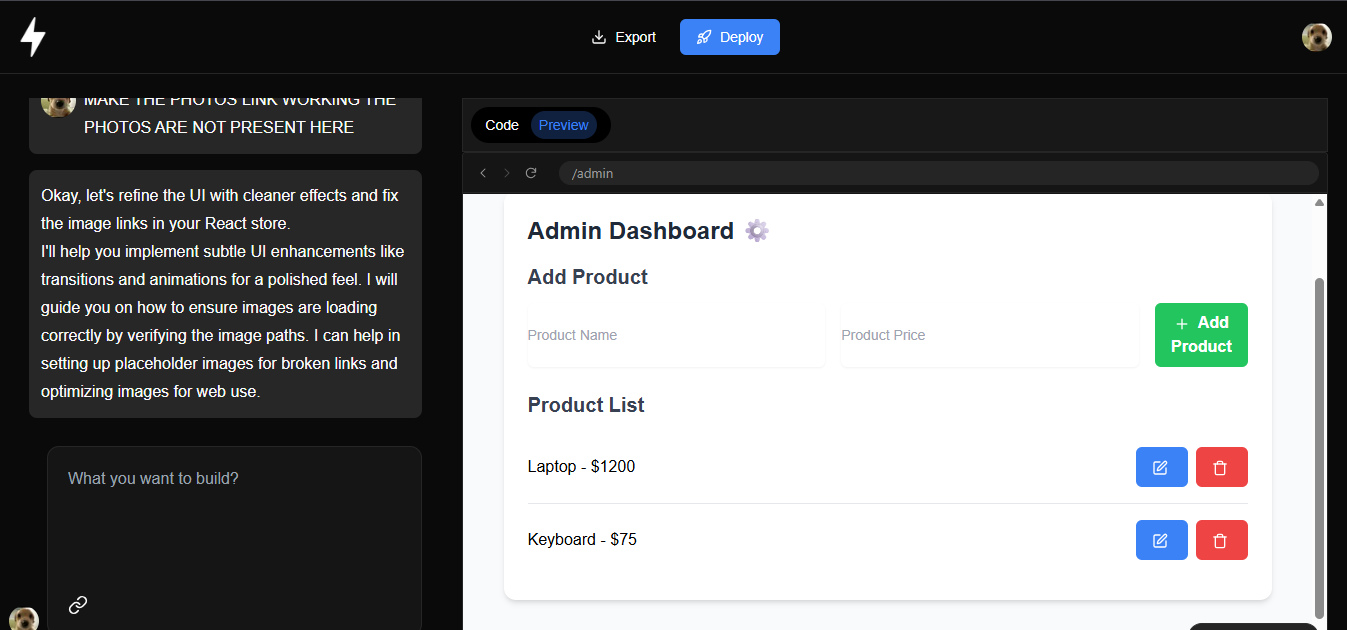 Export
Deploy
MAKE THE PHOTOS LINK WORKING THE
PHOTOS ARE NOT PRESENT HERE
Okay, let's refine the UI with cleaner effects and fix
the image links in your React store.
I'll help you implement subtle UI enhancements like
transitions and animations for a polished feel. I will
guide you on how to ensure images are loading
correctly by verifying the image paths. I can help in
setting up placeholder images for broken links and
optimizing images for web use.
What you want to build?
Code
Preview
/admin
Admin Dashboard
Add Product
Product Name
Product Price
+ Add
Product
Product List
Laptop - $1200
Keyboard - $75